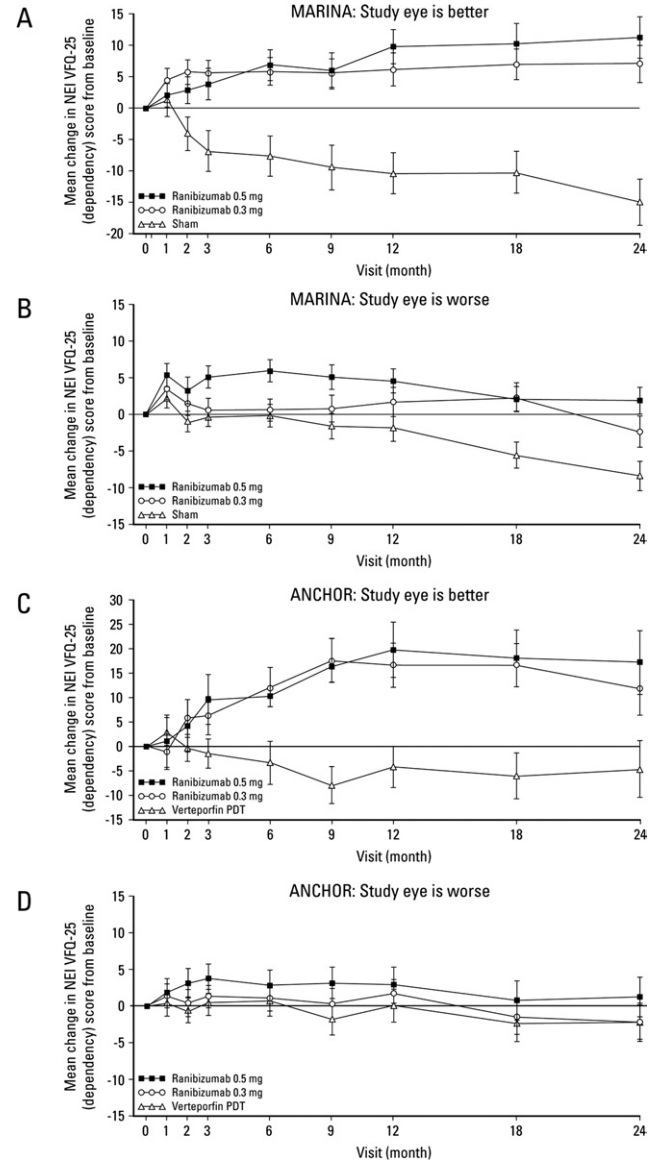 A
MARINA: Study eye is better
Mean change in NEI VFQ-25
(dependency) score from baseline
15
10
5
0
-5
-10
-15
-20
Ranibizumab 0.5 mg
Ranibizumab 0.3 mg
Sham
0 1 2 3 6 9 12 18 24
Visit (month)
B
MARINA: Study eye is worse
Mean change in NEI VFQ-25
(dependency) score from baseline
15
10
5
0
-5
-10
-15
Ranibizumab 0.5 mg
Ranibizumab 0.3 mg
Sham
0 1 2 3 6 9 12 18 24
Visit (month)
C
ANCHOR: Study eye is better
Mean change in NEI VFQ-25
(dependency) score from baseline
30
25
20
15
10
5
0
-5
-10
-15
Ranibizumab 0.5 mg
Ranibizumab 0.3 mg
Verteporfin PDT
0 1 2 3 6 9 12 18 24
Visit (month)
D
ANCHOR: Study eye is worse
Mean change in NEI VFQ-25
(dependency) score from baseline
15
10
5
0
-5
-10
-15
Ranibizumab 0.5 mg
Ranibizumab 0.3 mg
Verteporfin PDT
0 1 2 3 6 9 12 18 24
Visit (month)